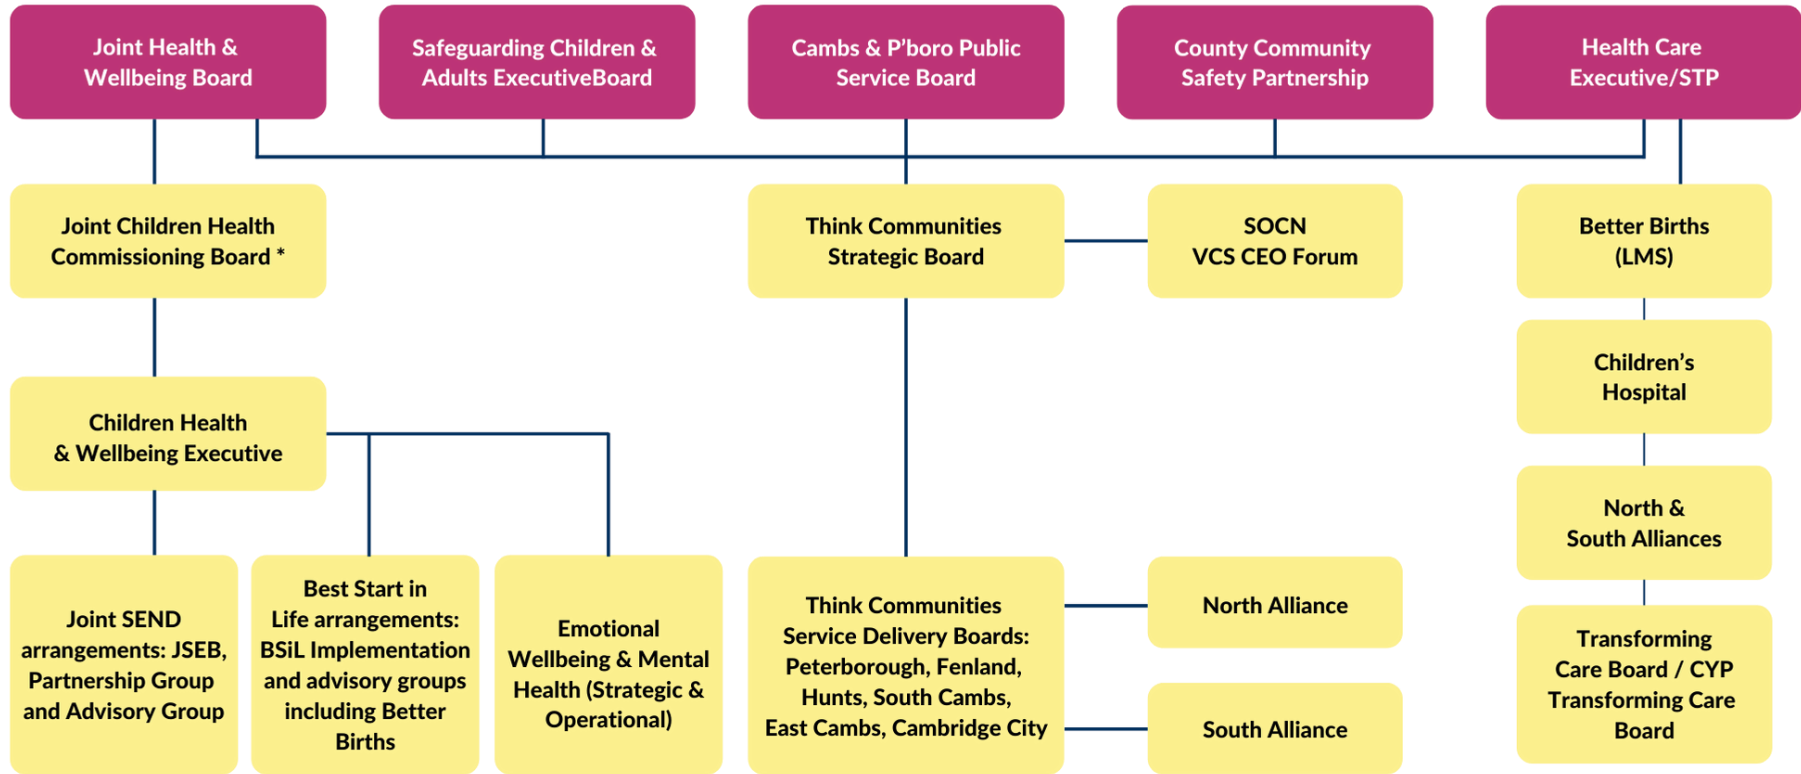 Joint Health &
Wellbeing Board
Safeguarding Children &
Adults ExecutiveBoard
Cambs & P’boro Public
Service Board
County Community
Safety Partnership
Health Care
Executive/STP
Joint Children Health
Commissioning Board *
Think Communities
Strategic Board
SOCN
VCS CEO Forum
Better Births
(LMS)
Children’s
Hospital
Children Health
& Wellbeing Executive
North &
South Alliances
Joint SEND
arrangements: JSEB,
Partnership Group
and Advisory Group
Best Start in
Life arrangements:
BSiL Implementation
and advisory groups
including Better
Births
Emotional
Wellbeing & Mental
Health (Strategic &
Operational)
Think Communities
Service Delivery Boards:
Peterborough, Fenland,
Hunts, South Cambs,
East Cambs, Cambridge City
North Alliance
South Alliance
Transforming
Care Board / CYP
Transforming Care
Board